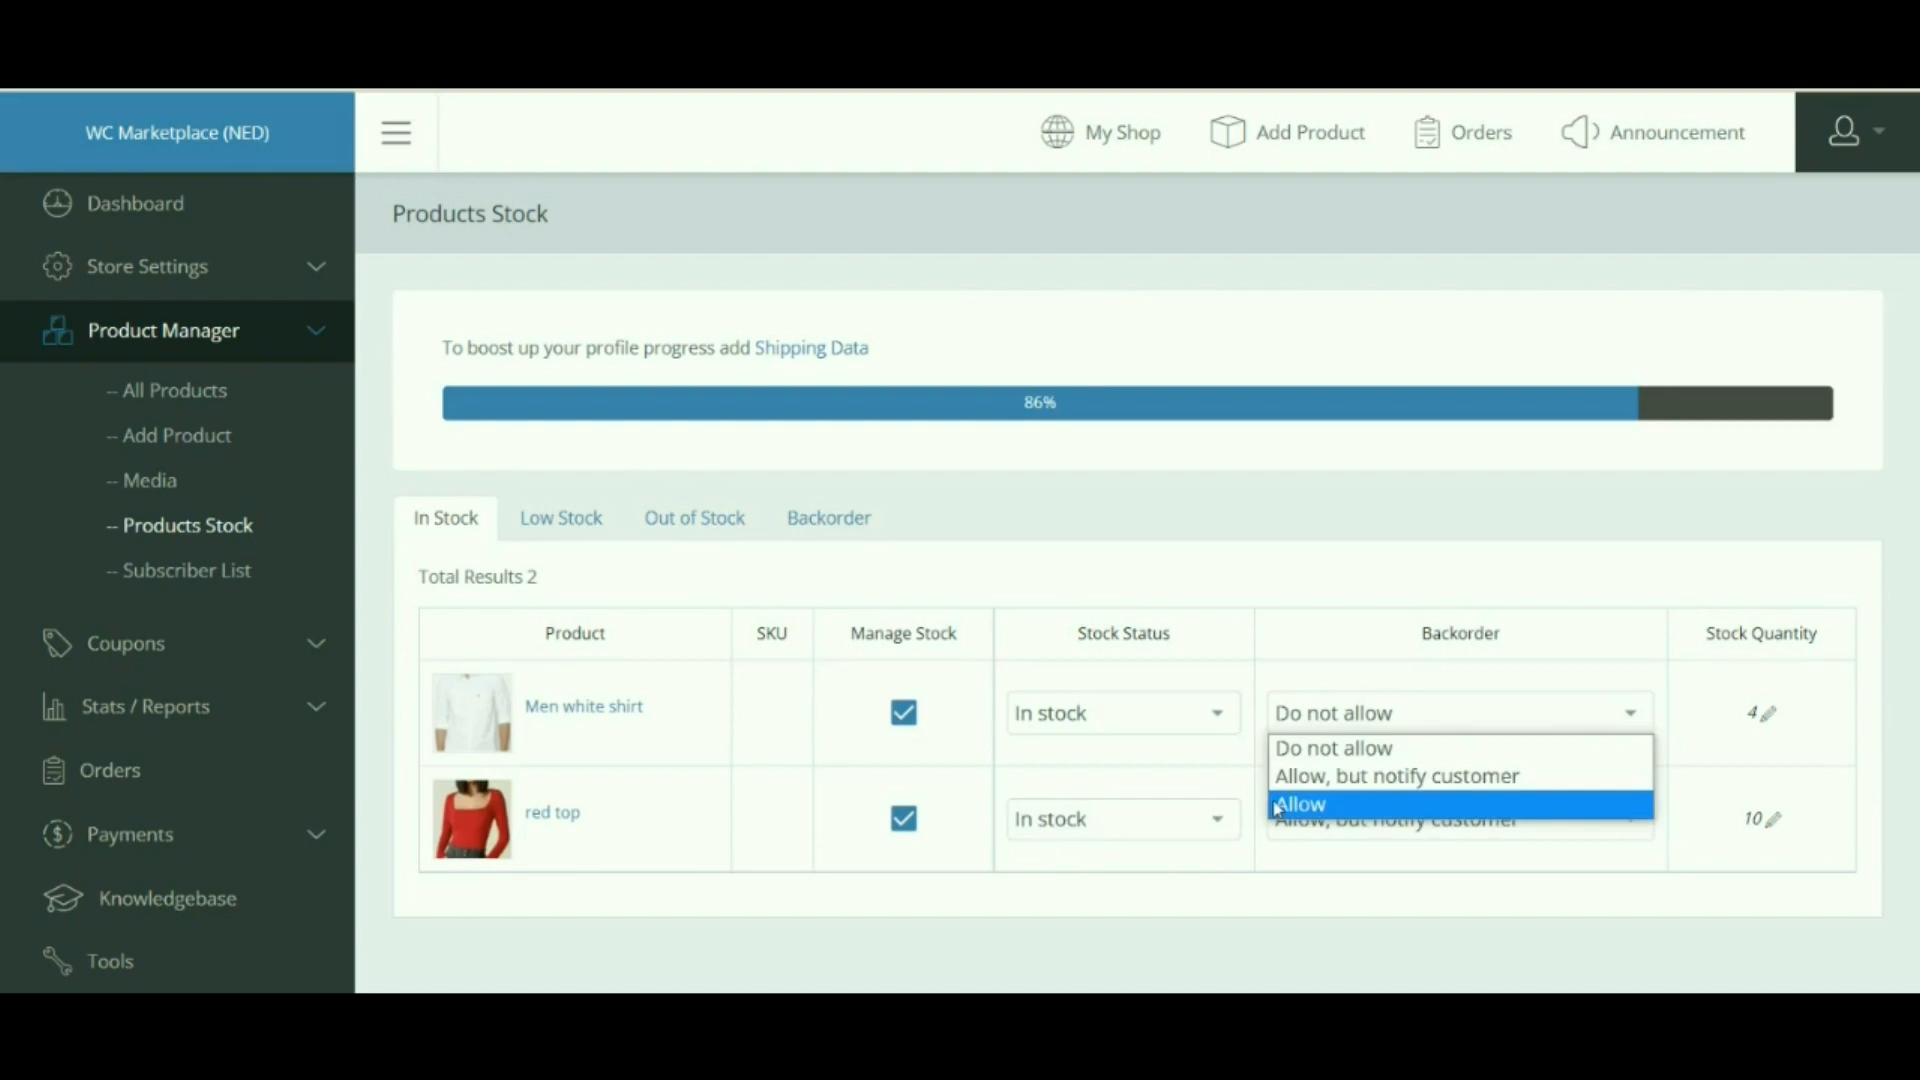 WC Marketplace (NED)
My Shop
Add Product
Orders
Announcement
Dashboard
Store Settings
Product Manager
-- All Products
-- Add Product
-- Media
-- Products Stock
-- Subscriber List
Coupons
Stats / Reports
Orders
Payments
Knowledgebase
Tools
Products Stock
To boost up your profile progress add Shipping Data
86%
In Stock
Low Stock
Out of Stock
Backorder
Total Results 2
Product
SKU
Manage Stock
Stock Status
Backorder
Stock Quantity
Men white shirt
In stock
Do not allow
4
Do not allow
Allow, but notify customer
Allow
red top
In stock
Allow, but notify customer
10